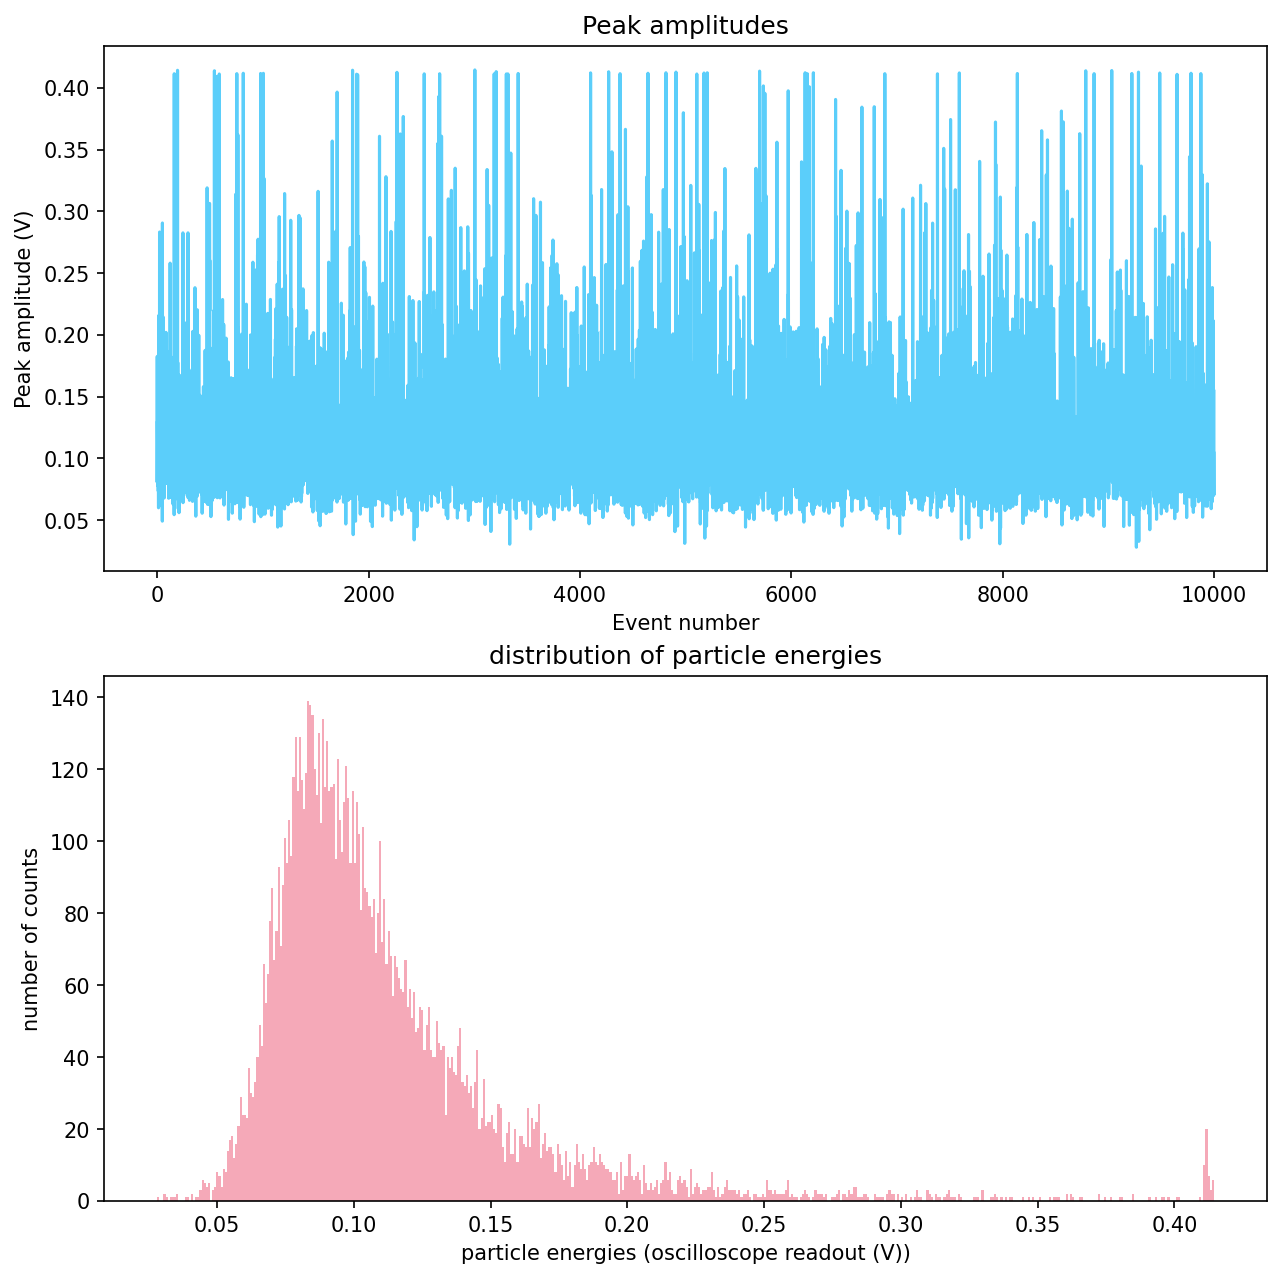 Peak amplitudes
Peak amplitude (V)
0.40
0.35
0.30
0.25
0.20
0.15
0.10
0.05
0 2000 4000 6000 8000 10000
Event number
distribution of particle energies
number of counts
140
120
100
80
60
40
20
0
0.05 0.10 0.15 0.20 0.25 0.30 0.35 0.40
particle energies (oscilloscope readout (V))